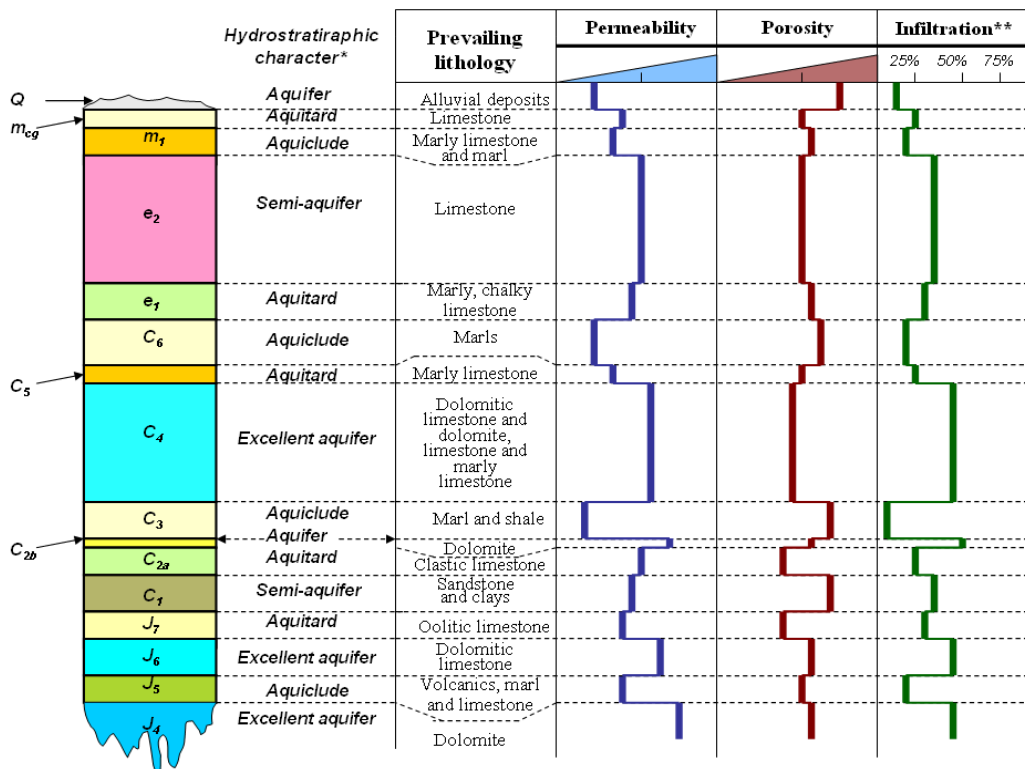 Hydrostratiraphic
character*
Prevailing
lithology
Permeability
Porosity
Infiltration**
25% 50% 75%
Q
Aquifer
Alluvial deposits
mcg
Aquitard
Limestone
m1
Aquiclude
Marly limestone
and marl
e2
Semi-aquifer
Limestone
e1
Aquitard
Marly, chalky
limestone
C6
Aquiclude
Marls
C5
Aquitard
Marly limestone
C4
Excellent aquifer
Dolomitic
limestone and
dolomite,
limestone and
marly
limestone
C3
Aquiclude
Marl and shale
C2b
Aquifer
Dolomite
C2a
Aquitard
Clastic limestone
C1
Semi-aquifer
Sandstone
and clays
J7
Aquitard
Oolitic limestone
J6
Excellent aquifer
Dolomitic
limestone
J5
Aquiclude
Volcanics, marl
and limestone
J4
Excellent aquifer
Dolomite